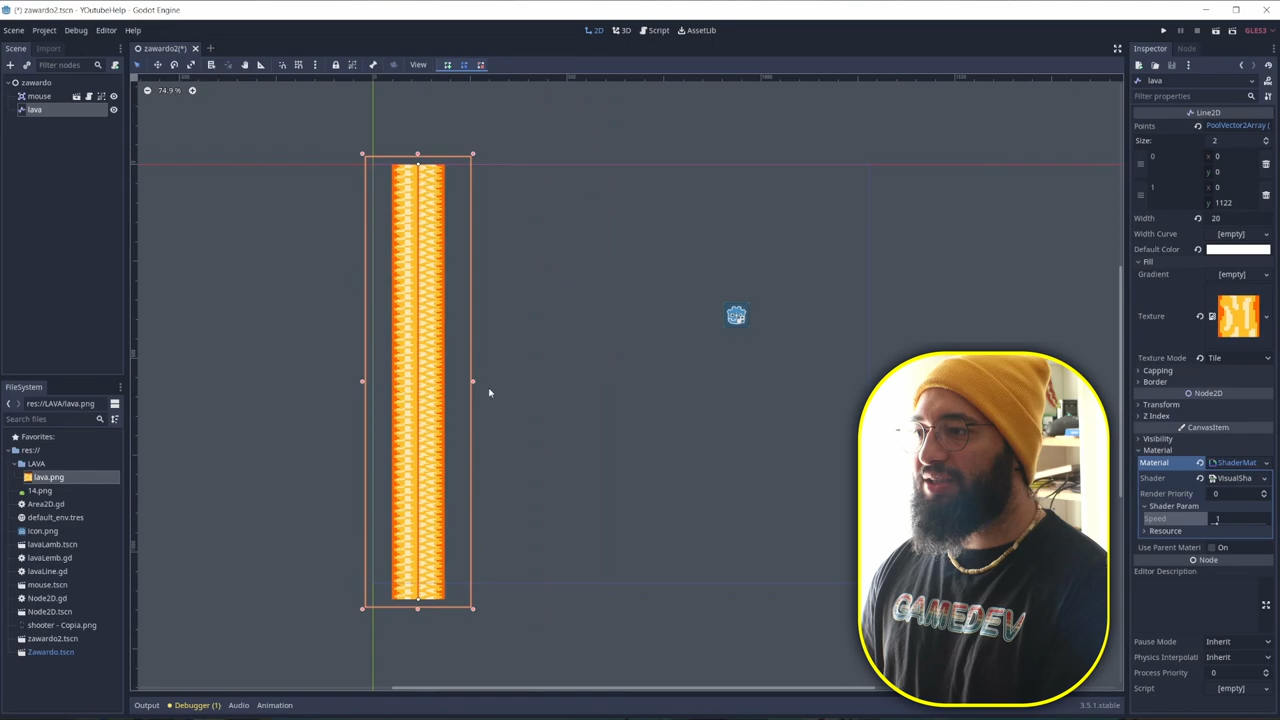 (*) zawardo2.tscn - YOutubeHelp - Godot Engine
Scene Project Debug Editor Help
2D 3D Script AssetLib
GLES3
Scene Import
zawardo2(*)
Inspector Node
Filter nodes
View
zawardo
lava
mouse
lava
74.9 %
Filter properties
Line2D
Points PoolVector2Array (
Size: 2
0 x 0
y 0
1 x 0
y 1122
Width 20
Width Curve [empty]
Default Color
Fill
Gradient [empty]
Texture
Texture Mode Tile
Capping
Border
Node2D
Transform
Z Index
CanvasItem
Visibility
Material
Material ShaderMat
Shader VisualSha
Render Priority 0
Shader Param
Speed 1
Resource
Use Parent Materi On
Node
Editor Description
Pause Mode Inherit
Physics Interpolati Inherit
Process Priority 0
Script [empty]
FileSystem
res://LAVA/lava.png
Search files
Favorites:
res://
LAVA
lava.png
14.png
Area2D.gd
default_env.tres
icon.png
lavaLamb.tscn
lavaLemb.gd
lavaLine.gd
mouse.tscn
Node2D.gd
Node2D.tscn
shooter - Copia.png
zawardo2.tscn
Zawardo.tscn
GAMEDEV
Output Debugger (1) Audio Animation
3.5.1.stable